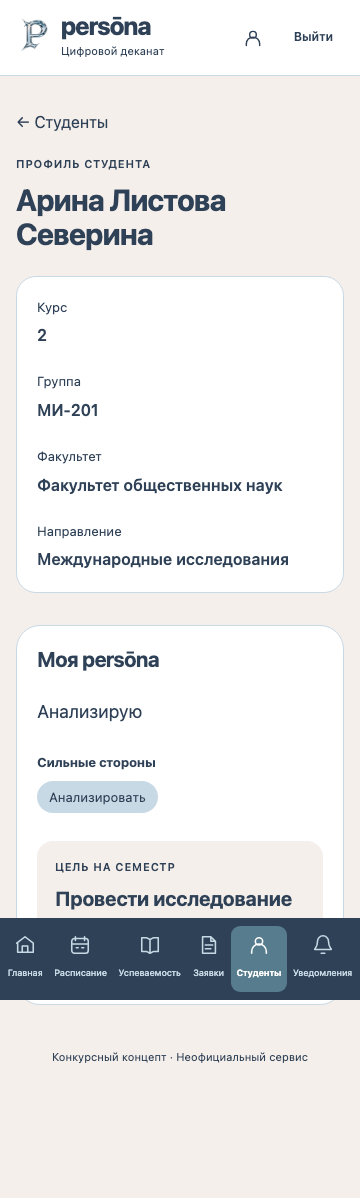 persōna
Цифровой деканат
Выйти
← Студенты
ПРОФИЛЬ СТУДЕНТА
Арина Листова
Северина
Курс
2
Группа
МИ-201
Факультет
Факультет общественных наук
Направление
Международные исследования
Моя persōna
Анализирую
Сильные стороны
Анализировать
ЦЕЛЬ НА СЕМЕСТР
Провести исследование
Главная Расписание Успеваемость Заявки Студенты Уведомления
Конкурсный концепт · Неофициальный сервис